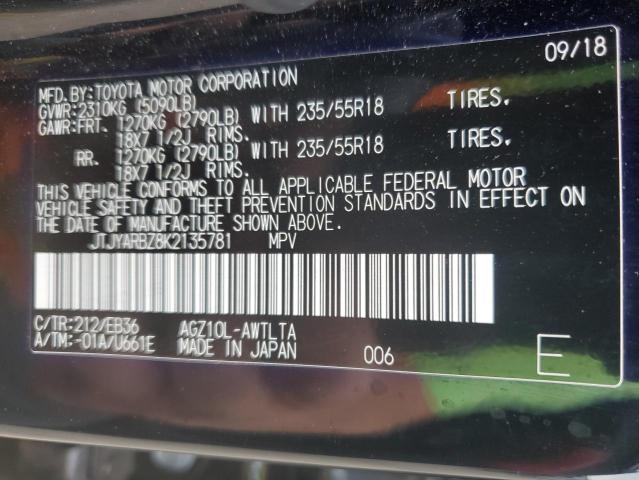 09/18
MFD.BY:TOYOTA MOTOR CORPORATION
GVWR:2310KG (5090LB)
GAWR:FRT. 1270KG (2790LB) WITH 235/55R18 TIRES,
18X7 1/2J RIMS.
RR. 1270KG (2790LB) WITH 235/55R18 TIRES,
18X7 1/2J RIMS.
THIS VEHICLE CONFORMS TO ALL APPLICABLE FEDERAL MOTOR
VEHICLE SAFETY AND THEFT PREVENTION STANDARDS IN EFFECT ON
THE DATE OF MANUFACTURE SHOWN ABOVE.
JTJYARBZ8K2135781 MPV
C/TR:212/EB36 AGZ10L-AWTLTA
A/TM:-01A/U661E MADE IN JAPAN 006 E